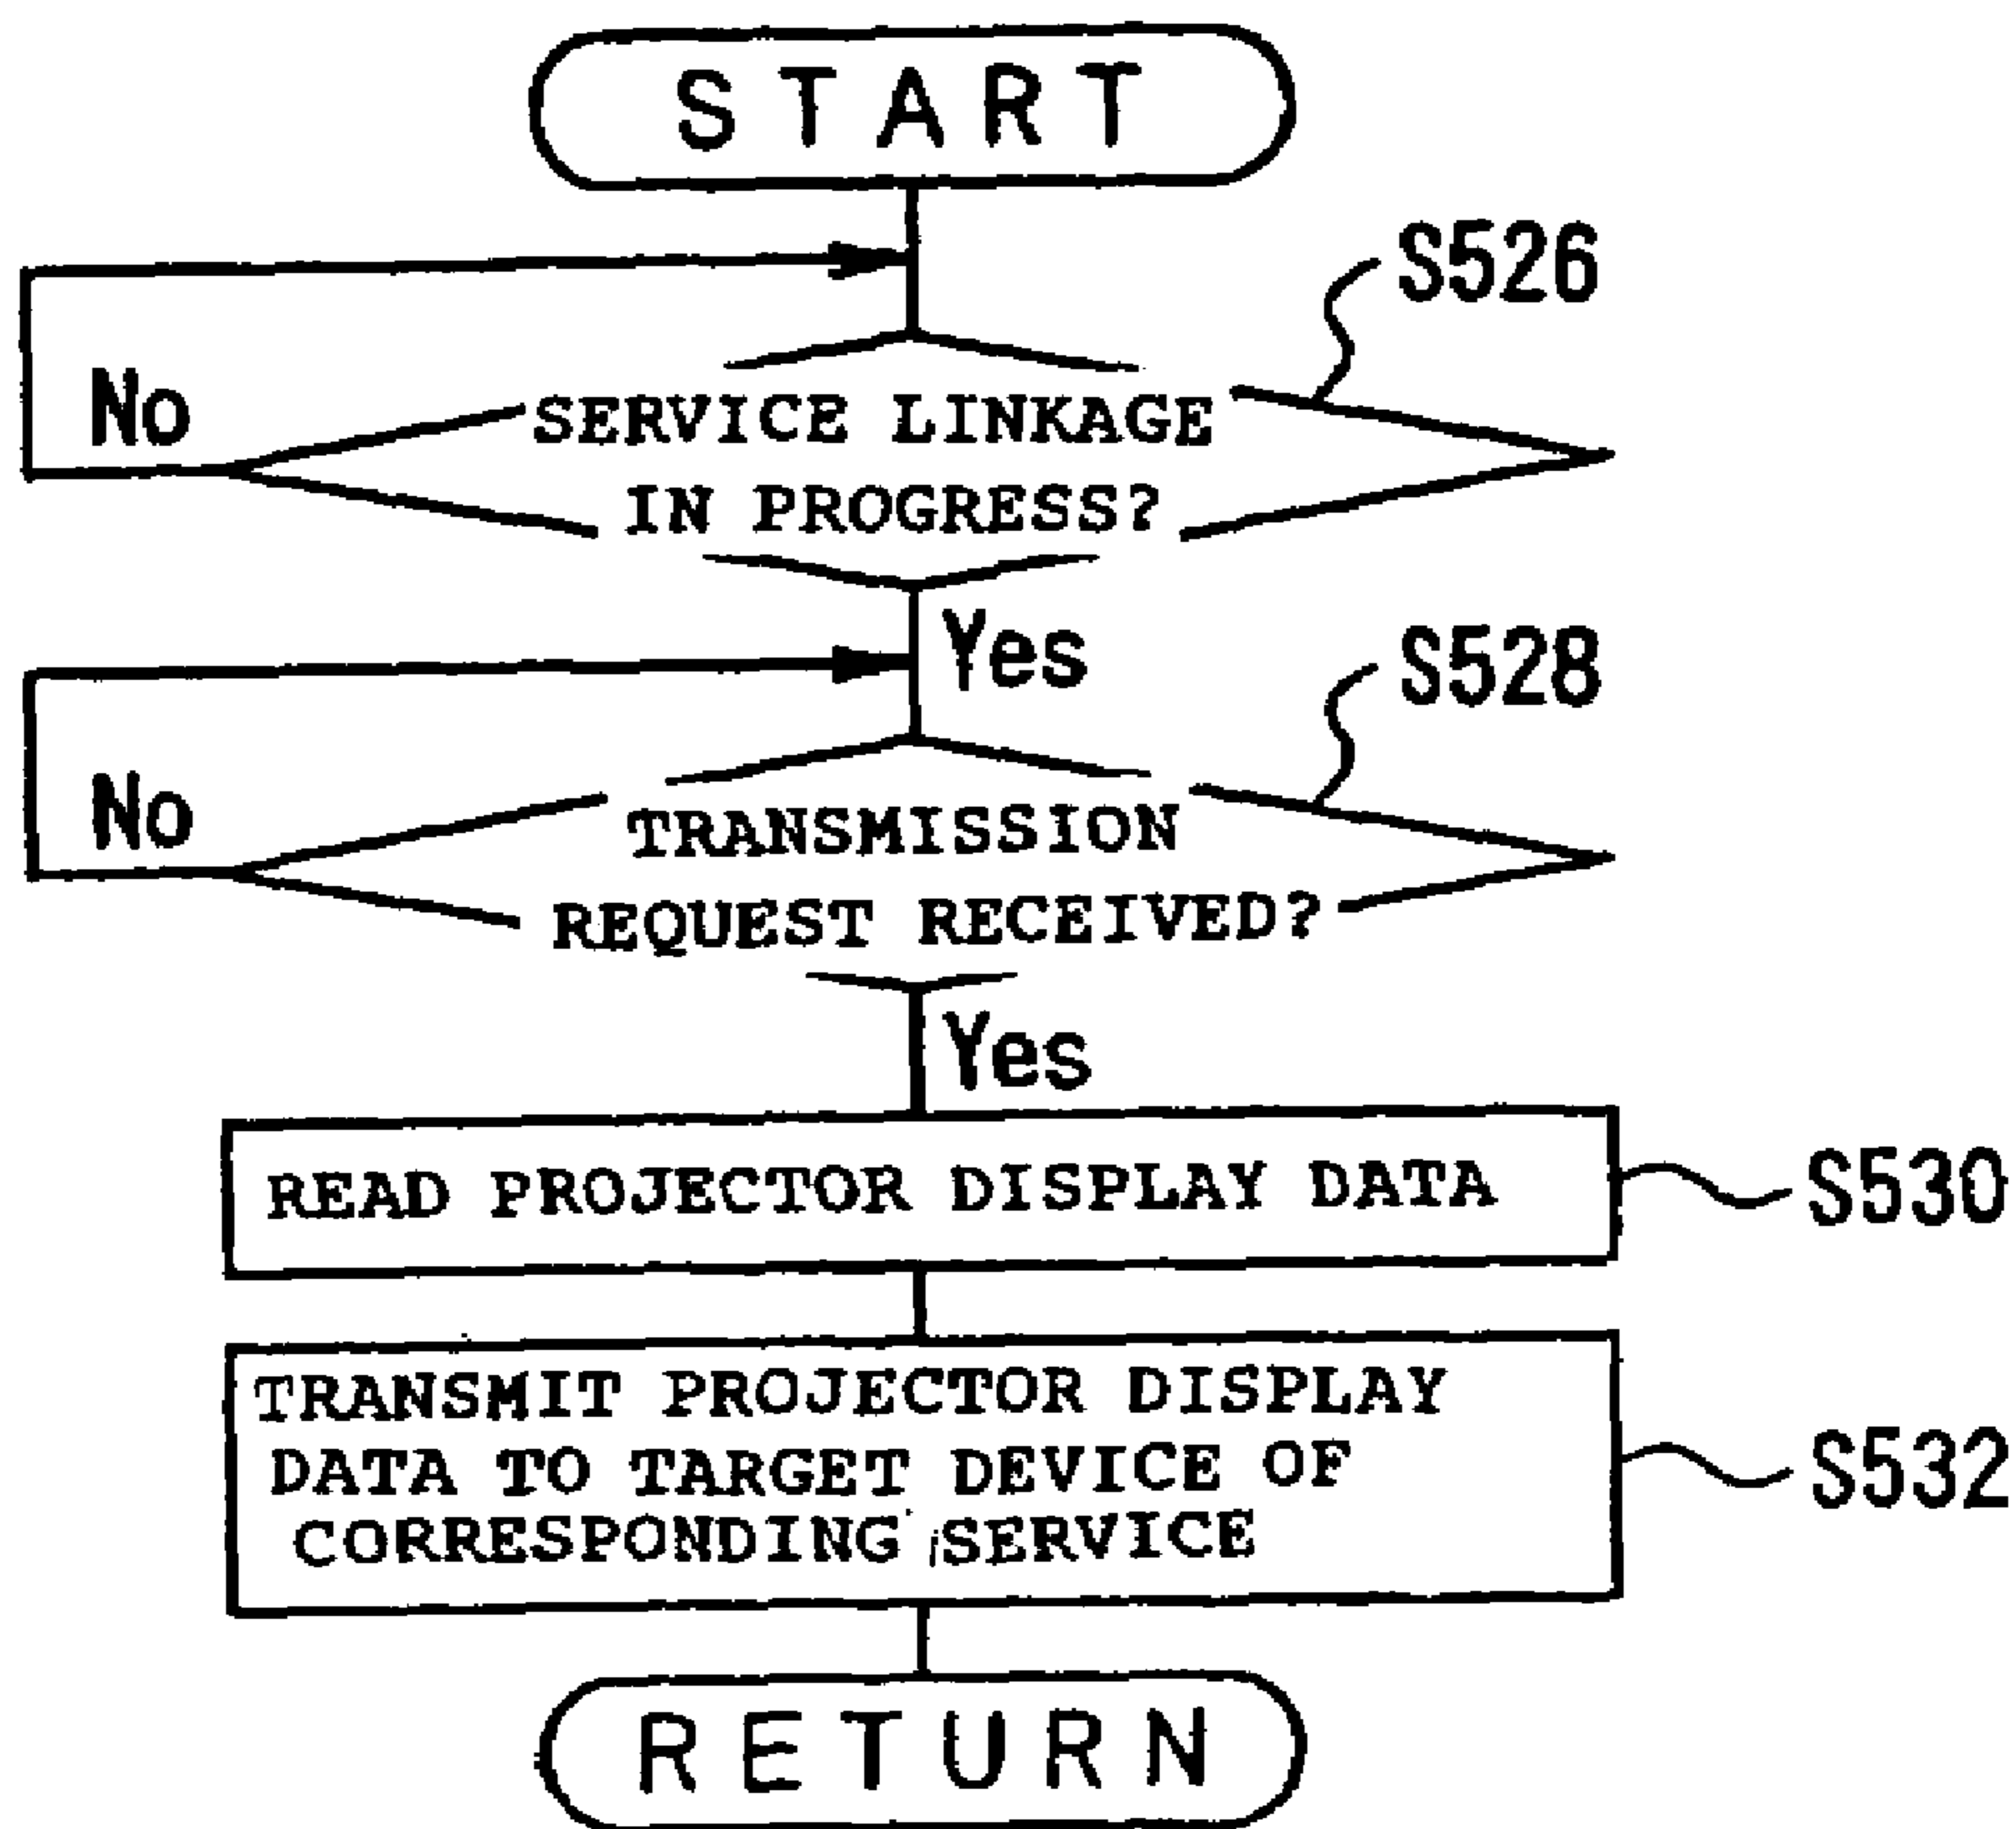 START
S526
No
SERVICE LINKAGE
IN PROGRESS?
Yes
S528
No
TRANSMISSION
REQUEST RECEIVED?
Yes
READ PROJECTOR DISPLAY DATA
S530
TRANSMIT PROJECTOR DISPLAY
DATA TO TARGET DEVICE OF
CORRESPONDING SERVICE
S532
RETURN